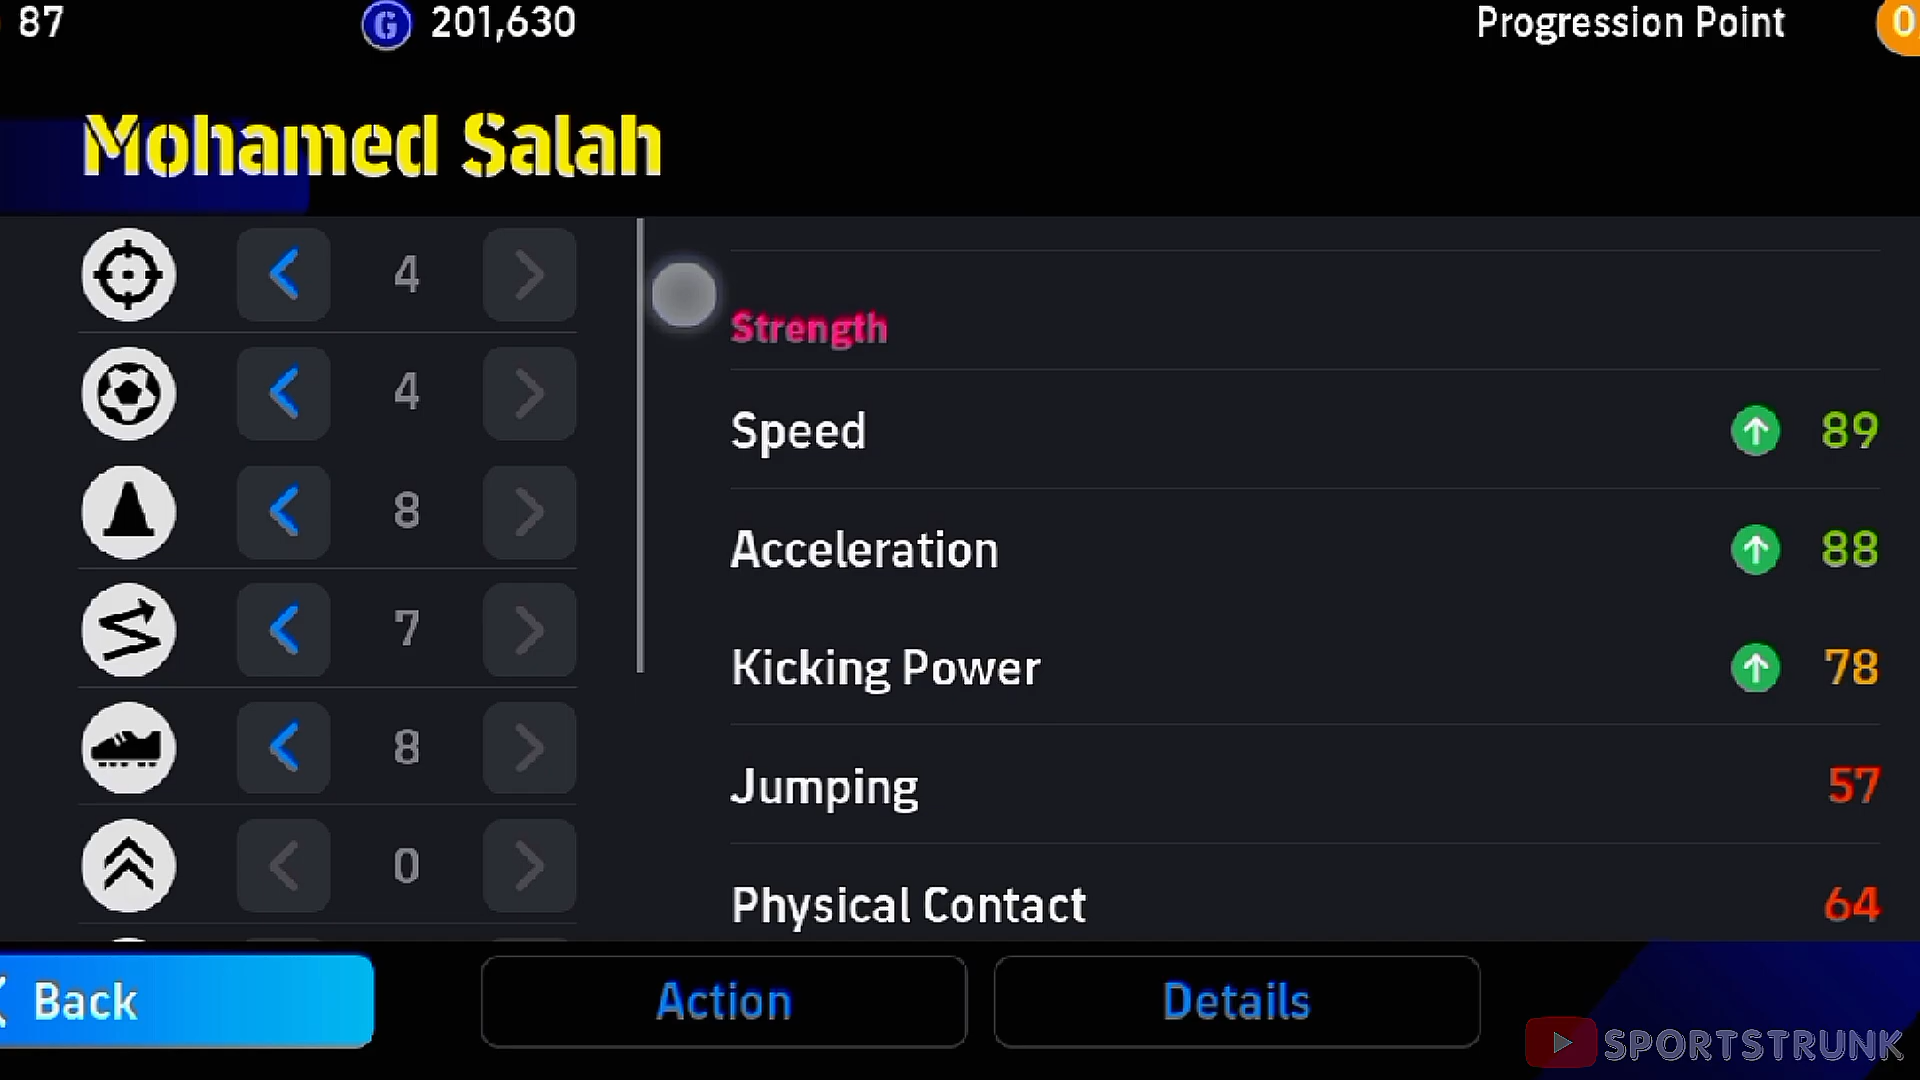 87
G 201,630
Progression Point
0
Mohamed Salah
4
4
8
7
8
0
Strength
Speed 89
Acceleration 88
Kicking Power 78
Jumping 57
Physical Contact 64
Back
Action
Details
SPORTSTRUNK